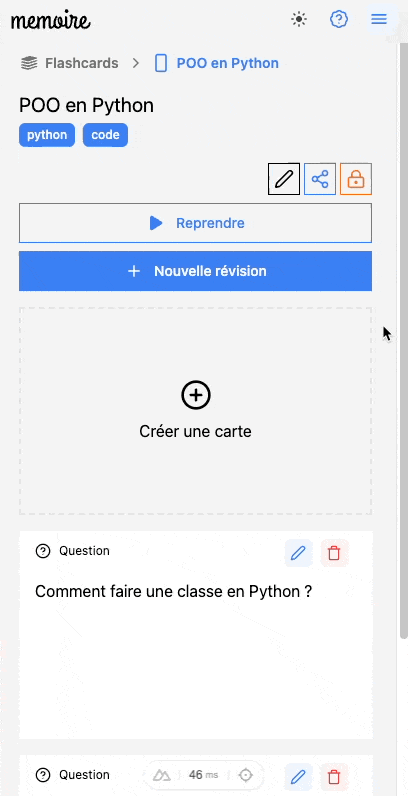 memoire
Flashcards > POO en Python
POO en Python
python code
Reprendre
Nouvelle révision
Créer une carte
Question
Comment faire une classe en Python ?
Question
46 ms